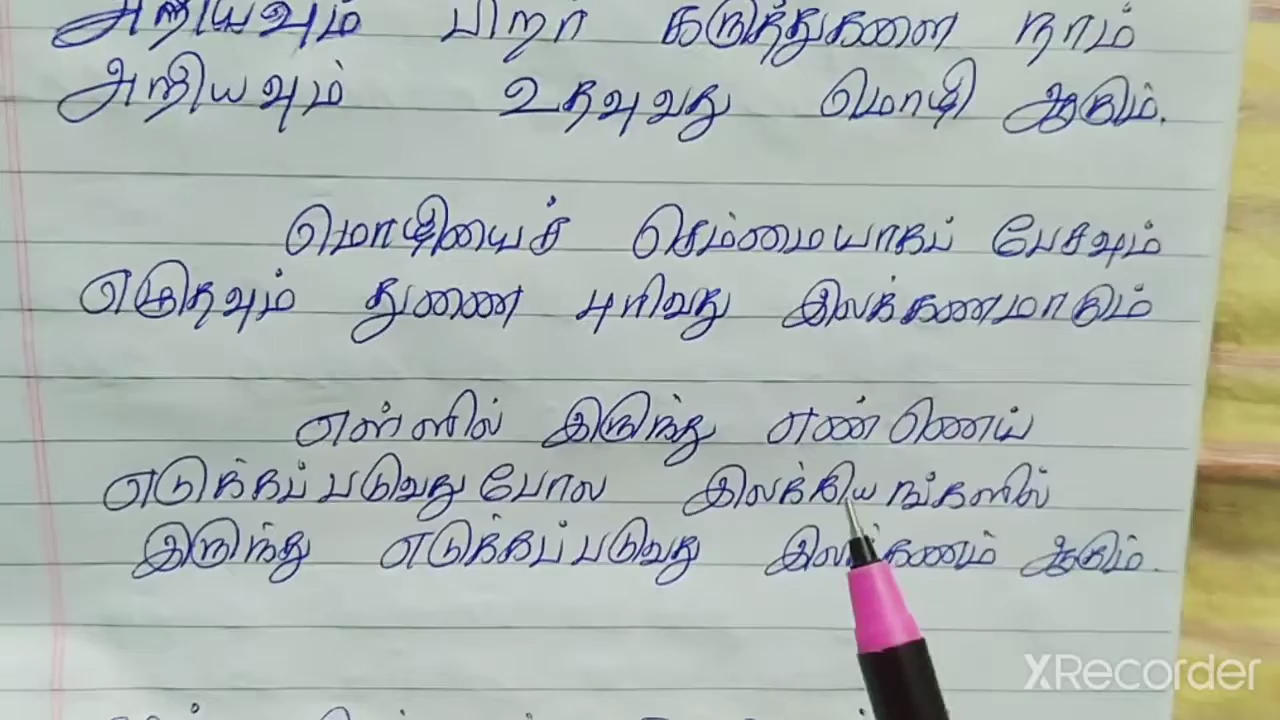 அறியவும் பிறர் கருத்துகளை நாம்
அறியவும் உதவுவது மொழி ஆகும்.
மொழியைச் செம்மையாகப் பேசவும்
எழுதவும் துணை புரிவது இலக்கணமாகும்
எள்ளில் இருந்து எண்ணெய்
எடுக்கப்படுவதுபோல இலக்கியங்களில்
இருந்து எடுக்கப்படுவது இலக்கணம் ஆகும்.
XRecorder